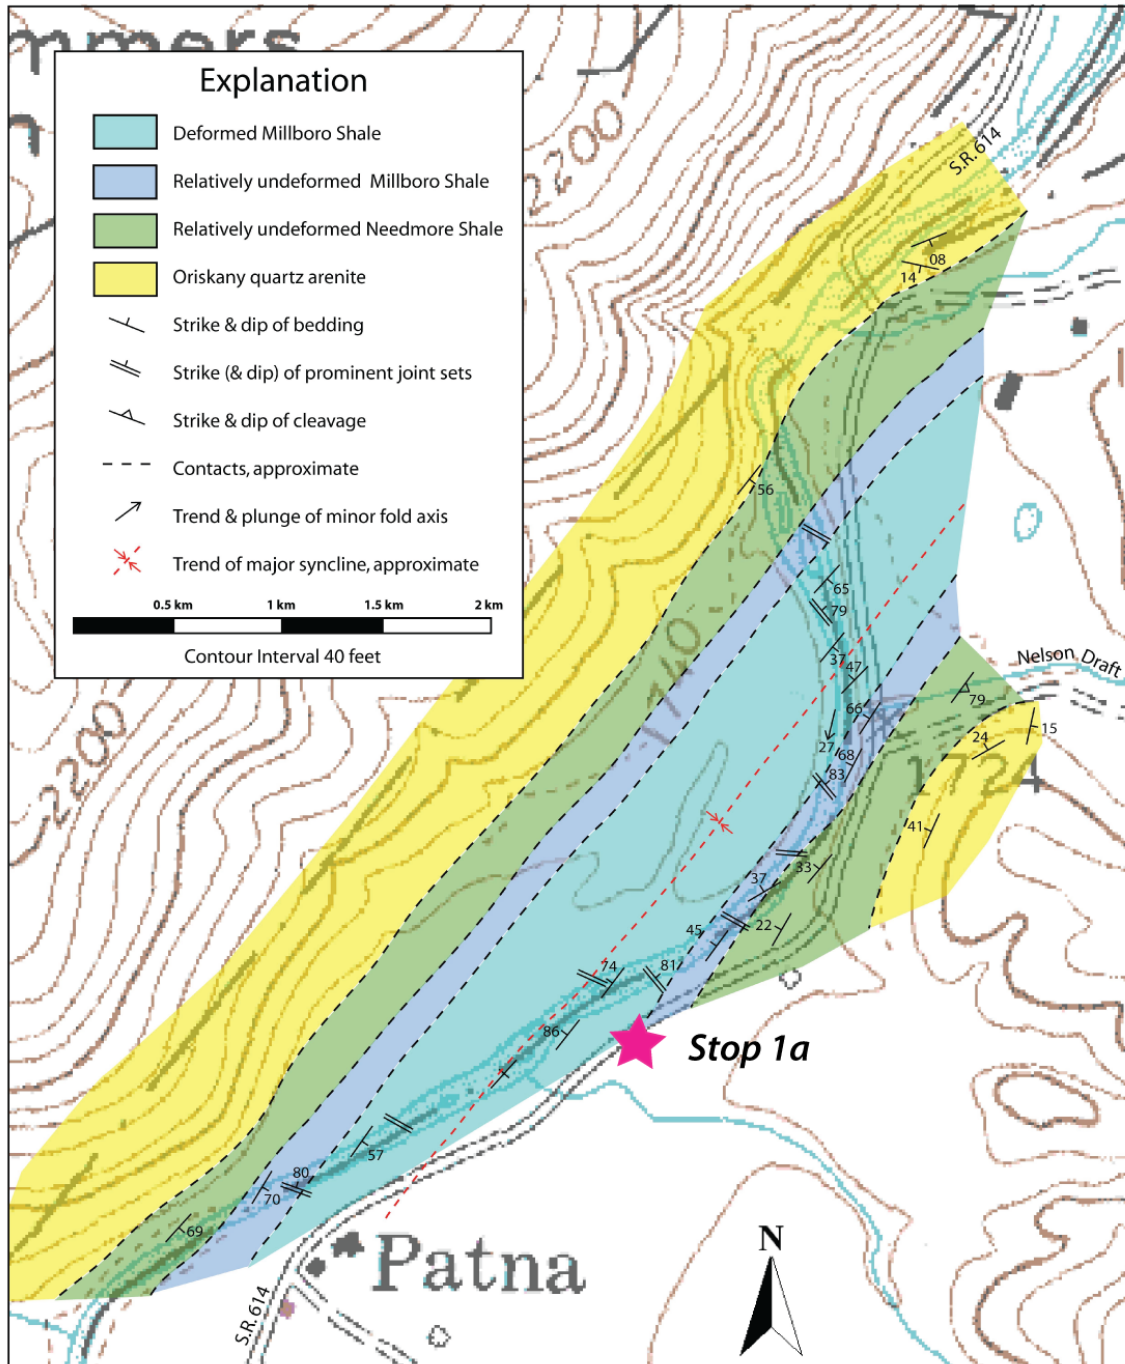 mmers
Explanation
Deformed Millboro Shale
Relatively undeformed Millboro Shale
Relatively undeformed Needmore Shale
Oriskany quartz arenite
Strike & dip of bedding
Strike (& dip) of prominent joint sets
Strike & dip of cleavage
Contacts, approximate
Trend & plunge of minor fold axis
Trend of major syncline, approximate
0.5 km 1 km 1.5 km 2 km
Contour Interval 40 feet
2200
S.R. 614
08
14
56
65
79
37
47
1740
Nelson Draft
79
66
15
24
27
68
83
1724
41
2200
33
37
22
45
74
81
86
Stop 1a
57
80
70
69
N
Patna
S.R. 614